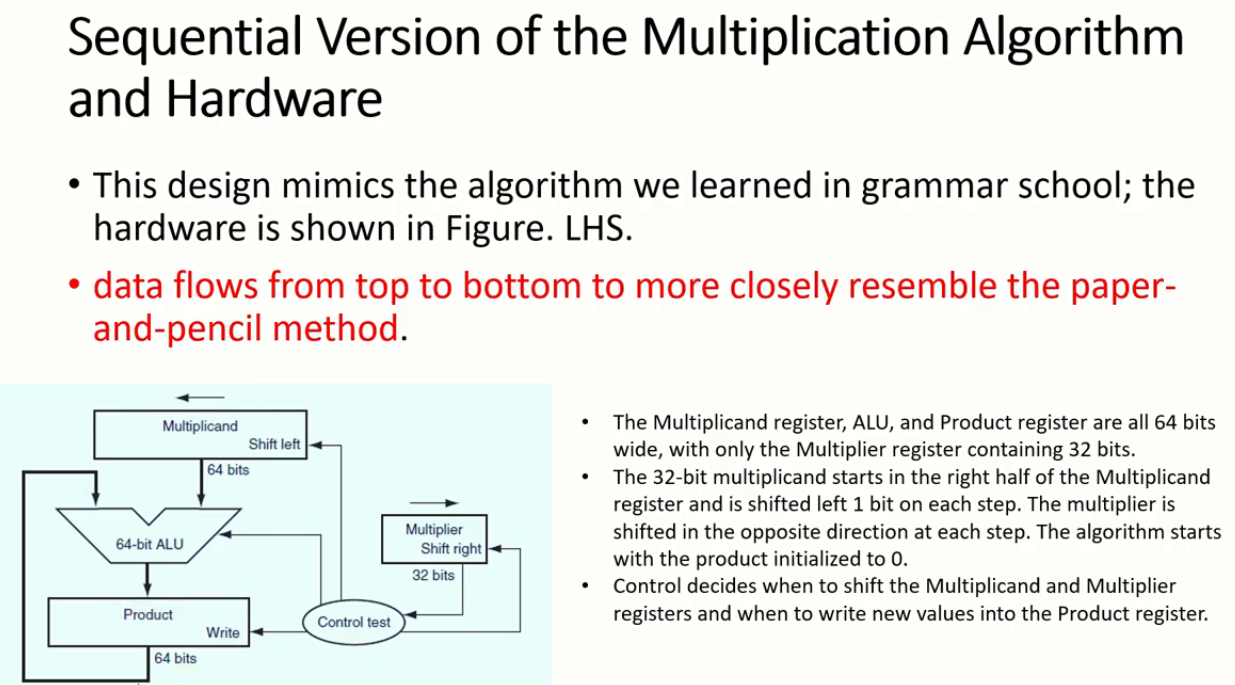 Sequential Version of the Multiplication Algorithm
and Hardware
• This design mimics the algorithm we learned in grammar school; the
hardware is shown in Figure. LHS.
• data flows from top to bottom to more closely resemble the paper-
and-pencil method.
Multiplicand
Shift left
64 bits
64-bit ALU
Multiplier
Shift right
32 bits
Product
Write
Control test
64 bits
• The Multiplicand register, ALU, and Product register are all 64 bits
wide, with only the Multiplier register containing 32 bits.
• The 32-bit multiplicand starts in the right half of the Multiplicand
register and is shifted left 1 bit on each step. The multiplier is
shifted in the opposite direction at each step. The algorithm starts
with the product initialized to 0.
• Control decides when to shift the Multiplicand and Multiplier
registers and when to write new values into the Product register.